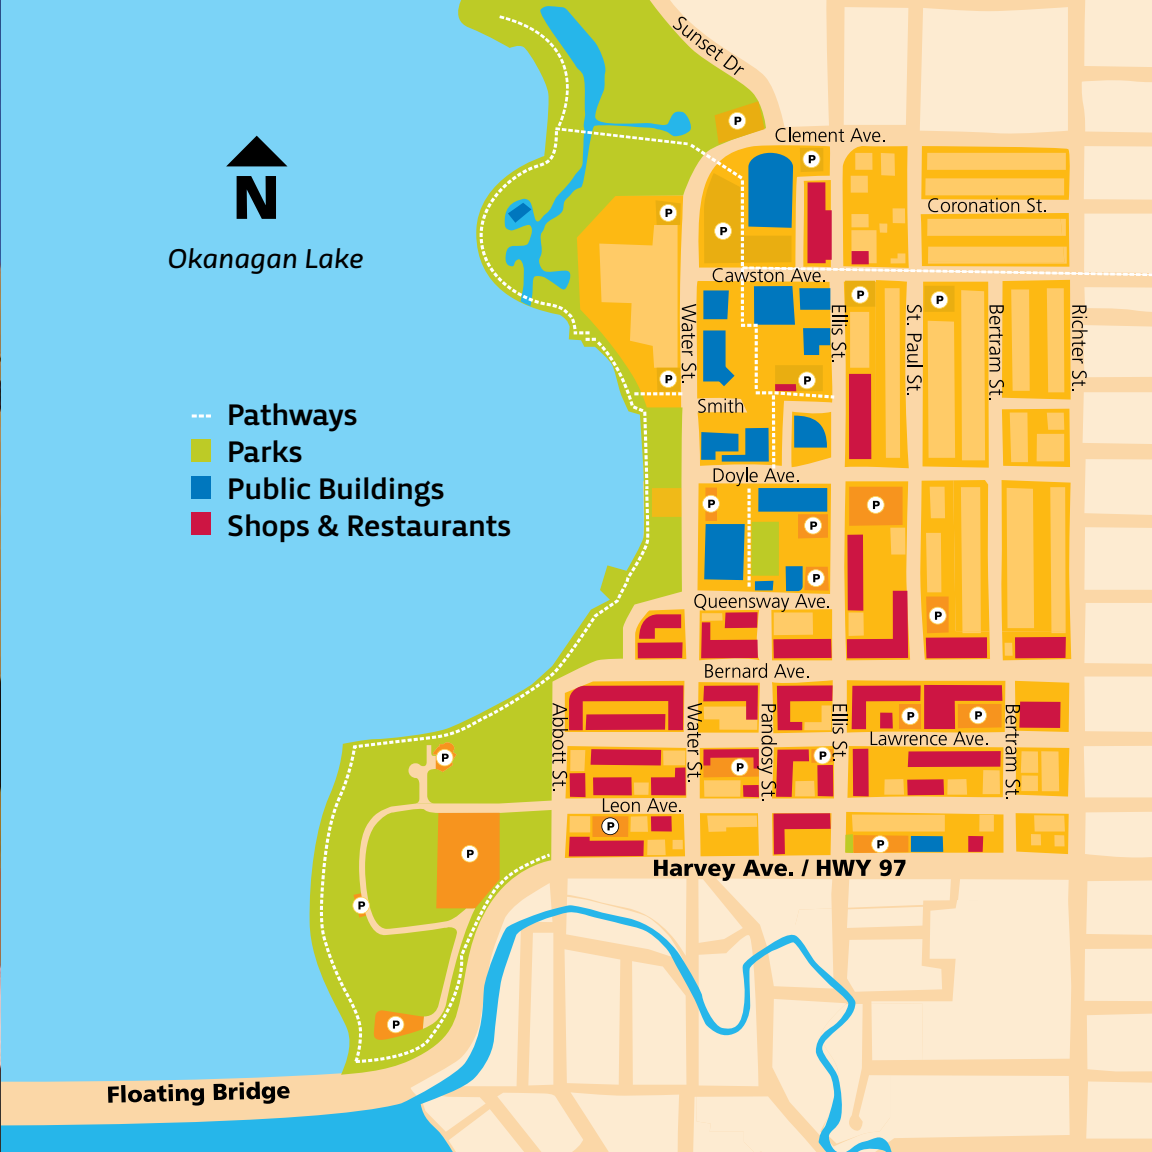 Sunset Dr
P
Clement Ave.
P
N
Coronation St.
P
P
Okanagan Lake
Cawston Ave.
P
P
Water St.
Ellis St.
St. Paul St.
Bertram St.
Richter St.
P
P
Smith
Pathways
Parks
Public Buildings
Shops & Restaurants
Doyle Ave.
P
P
P
P
Queensway Ave.
P
Bernard Ave.
Abbott St.
Water St.
Pandosy St.
Ellis St.
Bertram St.
P
P
Lawrence Ave.
P
P
P
Leon Ave.
P
P
P
Harvey Ave. / HWY 97
P
P
Floating Bridge